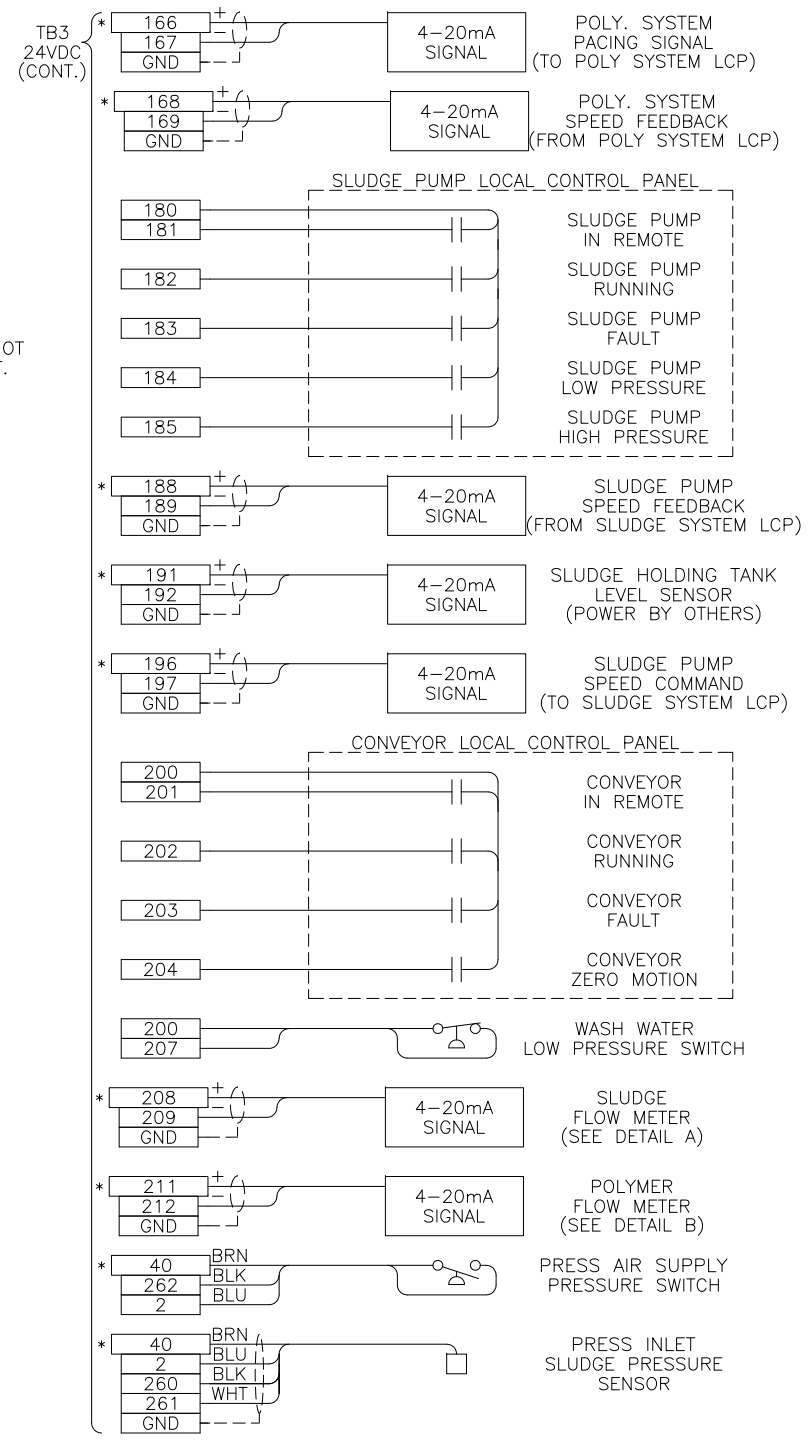 TB3
24VDC
(CONT.)
* 166 +
167 –
GND
4–20mA
SIGNAL
POLY. SYSTEM
PACING SIGNAL
(TO POLY SYSTEM LCP)
* 168 +
169 –
GND
4–20mA
SIGNAL
POLY. SYSTEM
SPEED FEEDBACK
(FROM POLY SYSTEM LCP)
SLUDGE PUMP LOCAL CONTROL PANEL
180
181
SLUDGE PUMP
IN REMOTE
182
SLUDGE PUMP
RUNNING
183
SLUDGE PUMP
FAULT
OT
T.
184
SLUDGE PUMP
LOW PRESSURE
185
SLUDGE PUMP
HIGH PRESSURE
* 188 +
189 –
GND
4–20mA
SIGNAL
SLUDGE PUMP
SPEED FEEDBACK
(FROM SLUDGE SYSTEM LCP)
* 191 +
192 –
GND
4–20mA
SIGNAL
SLUDGE HOLDING TANK
LEVEL SENSOR
(POWER BY OTHERS)
* 196 +
197 –
GND
4–20mA
SIGNAL
SLUDGE PUMP
SPEED COMMAND
(TO SLUDGE SYSTEM LCP)
CONVEYOR LOCAL CONTROL PANEL
200
201
CONVEYOR
IN REMOTE
202
CONVEYOR
RUNNING
203
CONVEYOR
FAULT
204
CONVEYOR
ZERO MOTION
200
207
WASH WATER
LOW PRESSURE SWITCH
* 208 +
209 –
GND
4–20mA
SIGNAL
SLUDGE
FLOW METER
(SEE DETAIL A)
* 211 +
212 –
GND
4–20mA
SIGNAL
POLYMER
FLOW METER
(SEE DETAIL B)
* 40 BRN
262 BLK
2 BLU
PRESS AIR SUPPLY
PRESSURE SWITCH
* 40 BRN
2 BLU
260 BLK
261 WHT
GND
PRESS INLET
SLUDGE PRESSURE
SENSOR